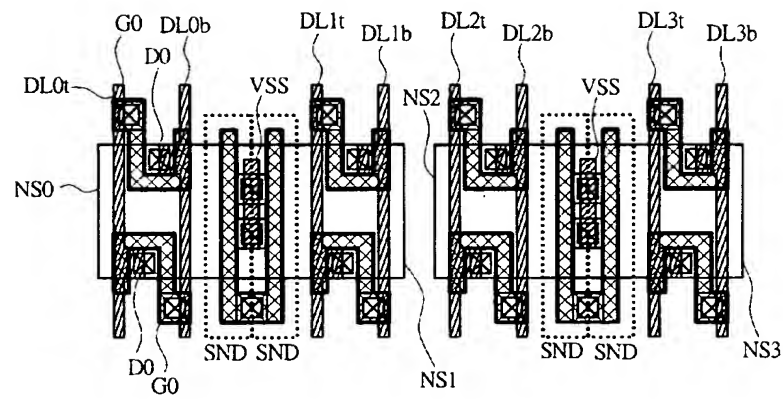 G0
DL0b
DL1t
DL2t
DL3t
D0
DL1b
DL2b
DL3b
DL0t
VSS
NS2
VSS
NS0
SND
SND
SND
SND
D0
G0
NS1
NS3